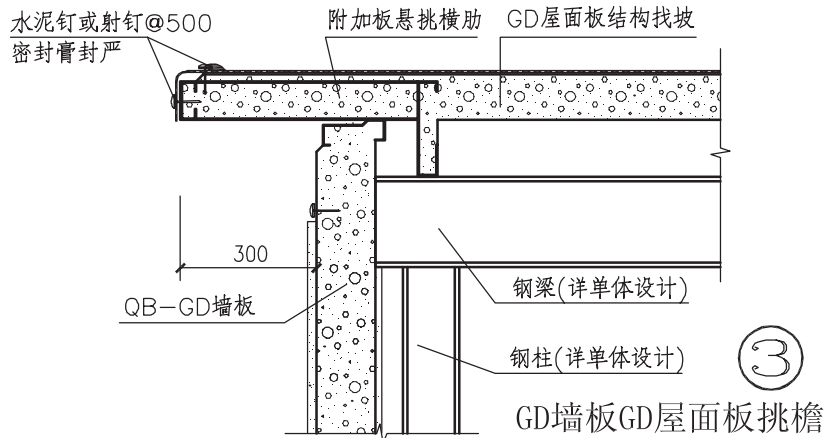 水泥钉或射钉@500
密封膏封严
附加板悬挑横肋
GD屋面板结构找坡
300
QB-GD墙板
钢梁(详单体设计)
钢柱(详单体设计)
3
GD墙板GD屋面板挑檐